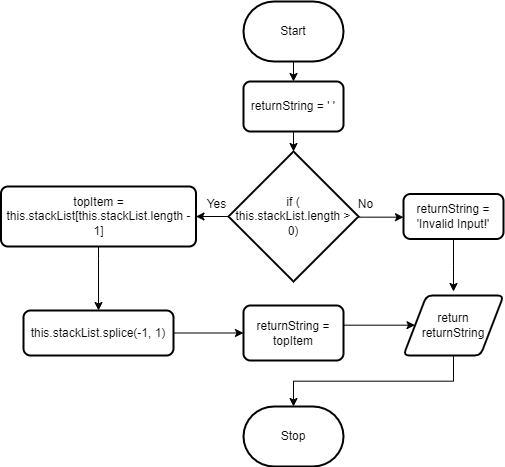 Start
returnString = ' '
if (
this.stackList.length >
0)
Yes
No
topItem =
this.stackList[this.stackList.length -
1]
returnString =
'Invalid Input!'
this.stackList.splice(-1, 1)
returnString =
topItem
return
returnString
Stop